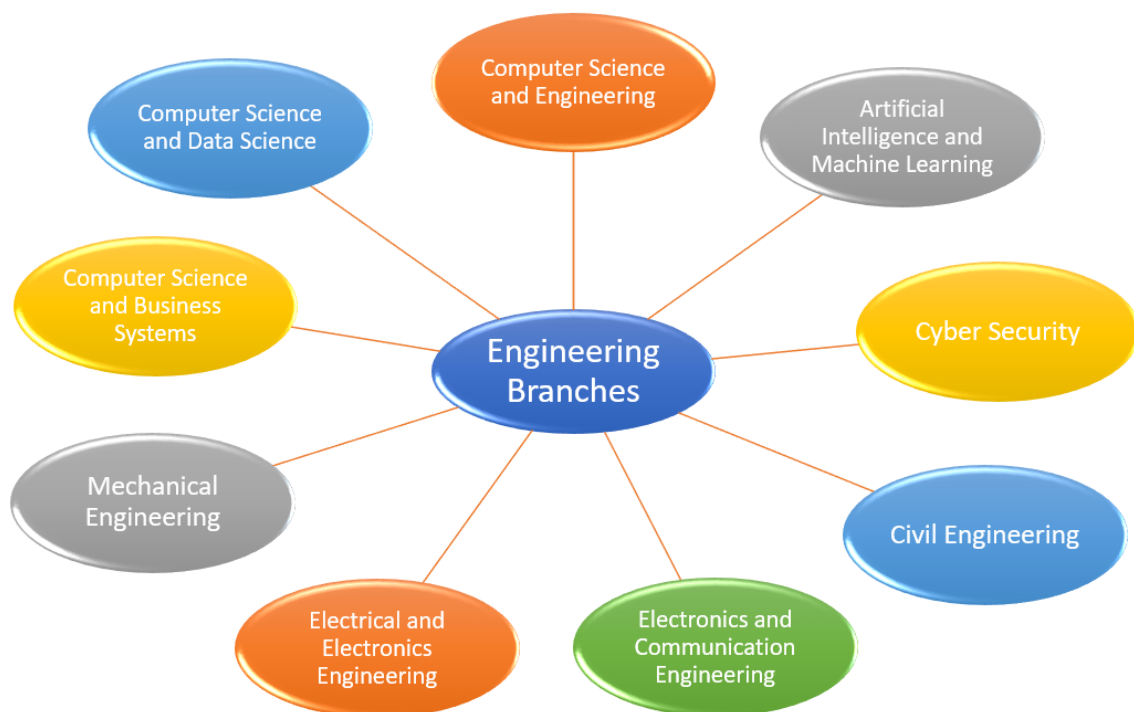 Computer Science
and Engineering
Artificial
Intelligence and
Machine Learning
Cyber Security
Civil Engineering
Electronics and
Communication
Engineering
Electrical and
Electronics
Engineering
Mechanical
Engineering
Computer Science
and Business
Systems
Computer Science
and Data Science
Engineering
Branches